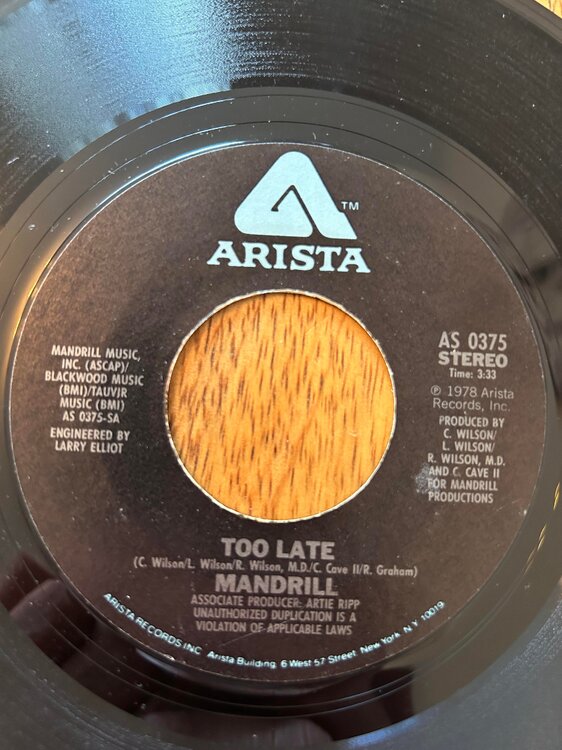 ™
ARISTA
MANDRILL MUSIC,
INC. (ASCAP)/
BLACKWOOD MUSIC
(BMI)/TAUVIR
MUSIC (BMI)
AS 0375-SA
ENGINEERED BY
LARRY ELLIOT
AS 0375
STEREO
Time: 3:33
℗ 1978 Arista
Records, Inc.
PRODUCED BY
C. WILSON/
L. WILSON/
R. WILSON, M.D.
AND C. CAVE II
FOR MANDRILL
PRODUCTIONS
TOO LATE
(C. Wilson/L. Wilson/R. Wilson, M.D./C. Cave II/R. Graham)
MANDRILL
ASSOCIATE PRODUCER: ARTIE RIPP
UNAUTHORIZED DUPLICATION IS A
VIOLATION OF APPLICABLE LAWS
ARISTA RECORDS INC Arista Building. 6 West 57 Street. New York. N.Y. 10019